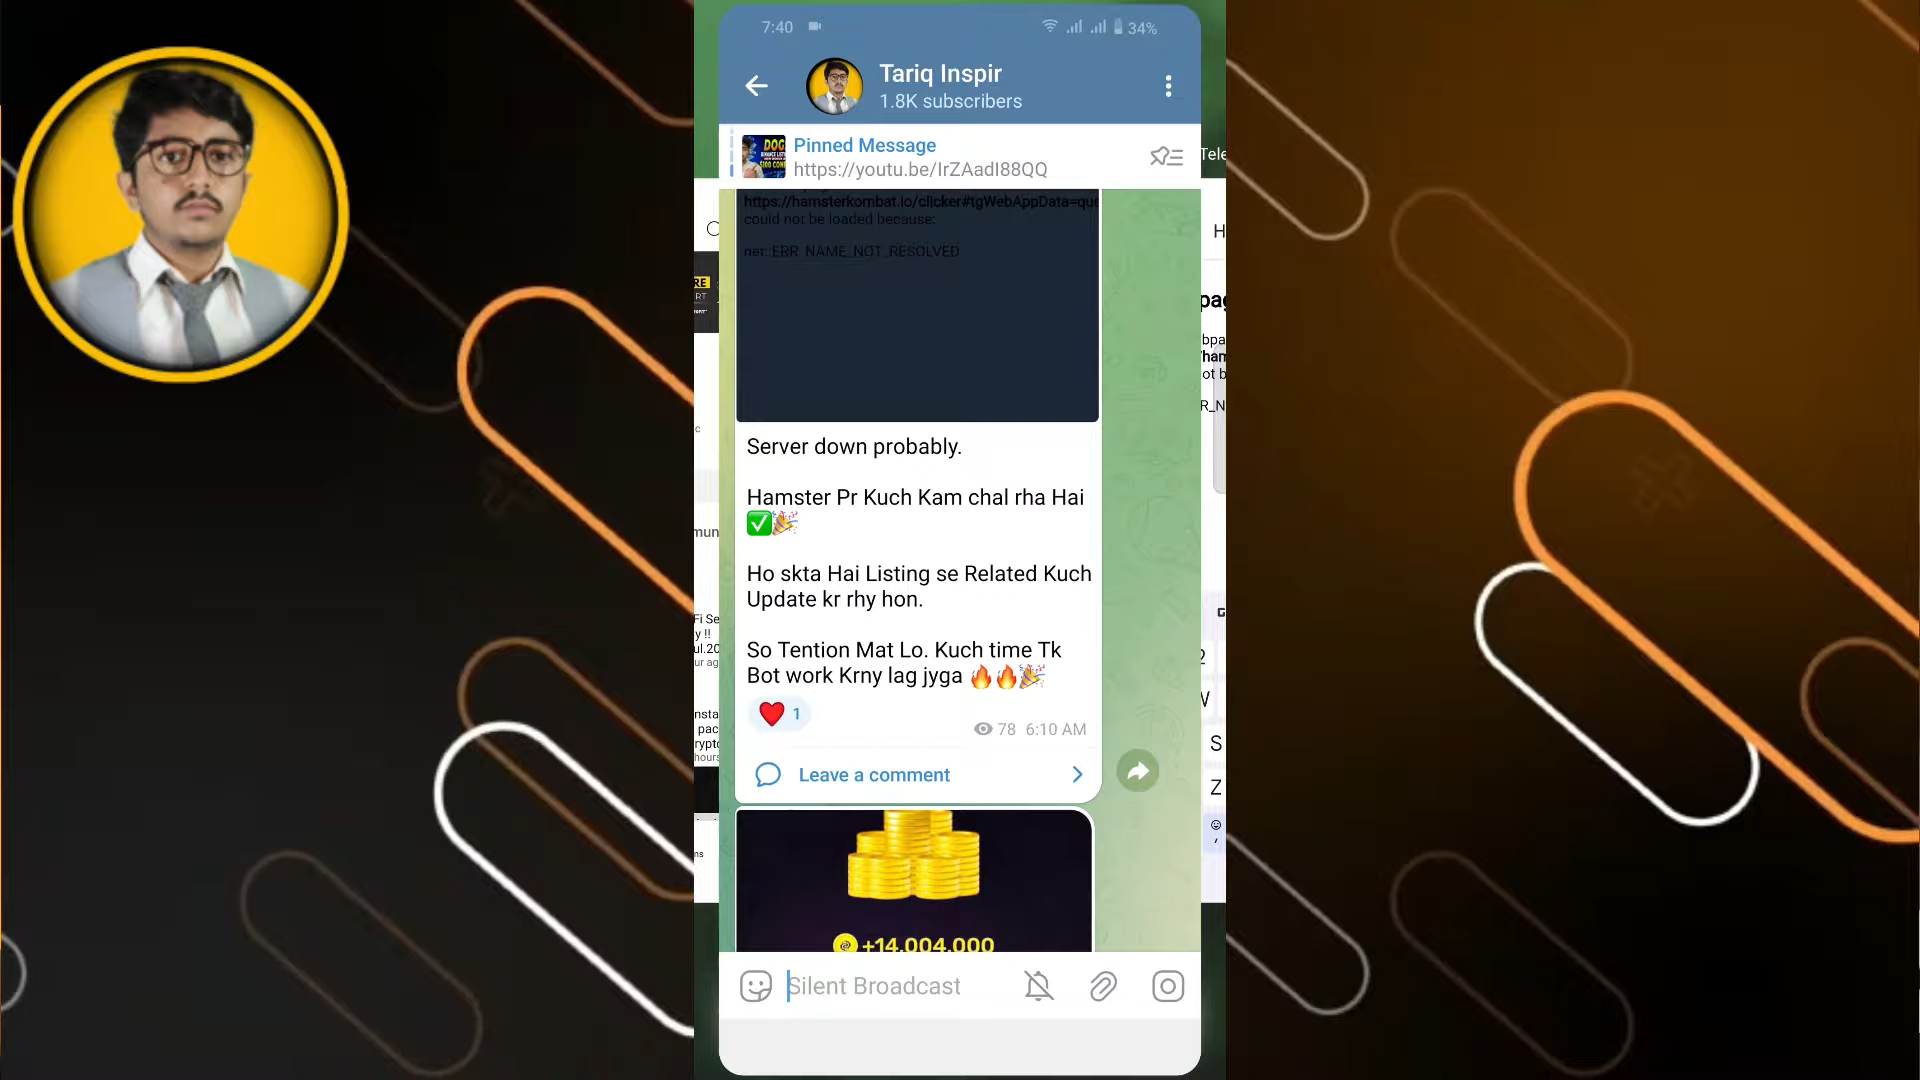 7:40
34%
Tariq Inspir
1.8K subscribers
Pinned Message
https://youtu.be/IrZAadI88QQ
Tele
https://hamsterkombat.io/clicker#tgWebAppData=que
could not be loaded because:
net::ERR_NAME_NOT_RESOLVED
Server down probably.
Hamster Pr Kuch Kam chal rha Hai
✅🎉
Ho skta Hai Listing se Related Kuch
Update kr rhy hon.
So Tention Mat Lo. Kuch time Tk
Bot work Krny lag jyga 🔥🔥🎉
❤️ 1
78 6:10 AM
Leave a comment
+14,004,000
Silent Broadcast